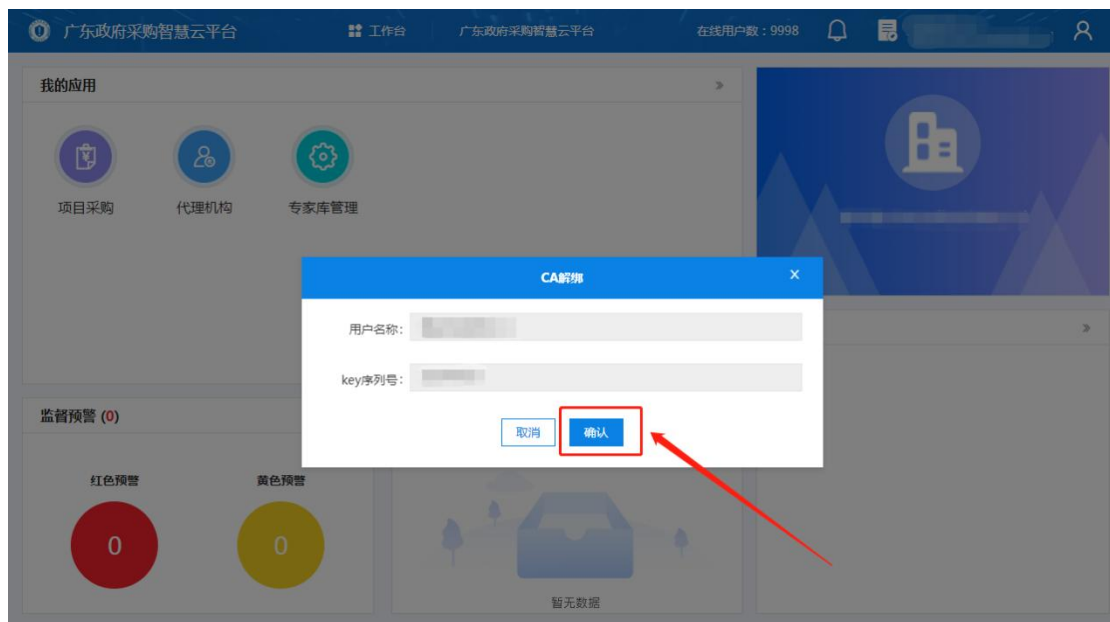 广东政府采购智慧云平台
工作台
广东政府采购智慧云平台
在线用户数：9998
我的应用
项目采购
代理机构
专家库管理
CA解绑
用户名称：
key序列号：
取消
确认
监督预警 (0)
红色预警
黄色预警
0
0
暂无数据